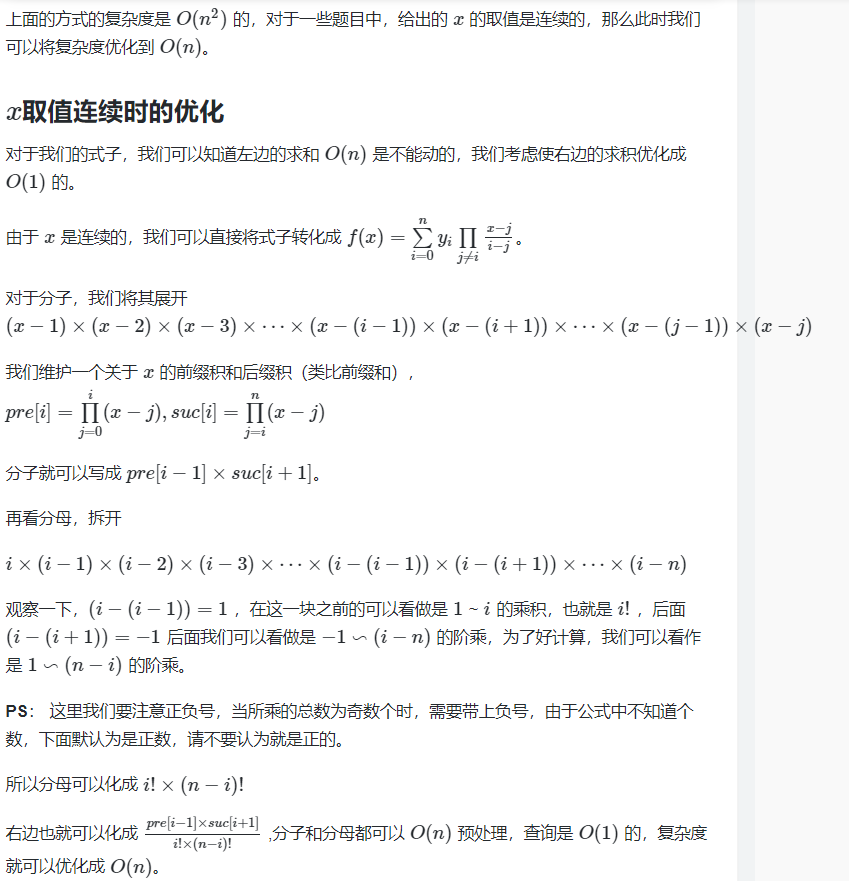 上面的方式的复杂度是 $O(n^2)$ 的，对于一些题目中，给出的 $x$ 的取值是连续的，那么此时我们
可以将复杂度优化到 $O(n)$。
$x$取值连续时的优化
对于我们的式子，我们可以知道左边的求和 $O(n)$ 是不能动的，我们考虑使右边的求积优化成
$O(1)$ 的。
由于 $x$ 是连续的，我们可以直接将式子转化成 $f(x) = \sum_{i=0}^{n} y_i \prod_{j \neq i} \frac{x-j}{i-j}$。
对于分子，我们将其展开
$(x-1) \times (x-2) \times (x-3) \times \cdots \times (x-(i-1)) \times (x-(i+1)) \times \cdots \times (x-(j-1)) \times (x-j)$
我们维护一个关于 $x$ 的前缀积和后缀积（类比前缀和），
$pre[i] = \prod_{j=0}^{i} (x-j), suc[i] = \prod_{j=i}^{n} (x-j)$
分子就可以写成 $pre[i-1] \times suc[i+1]$。
再看分母，拆开
$i \times (i-1) \times (i-2) \times (i-3) \times \cdots \times (i-(i-1)) \times (i-(i+1)) \times \cdots \times (i-n)$
观察一下，$(i-(i-1)) = 1$ ，在这一块之前的可以看做是 $1$ ~ $i$ 的乘积，也就是 $i!$ ，后面
$(i-(i+1)) = -1$ 后面我们可以看做是 $-1 \backsim (i-n)$ 的阶乘，为了好计算，我们可以看作
是 $1 \backsim (n-i)$ 的阶乘。
PS： 这里我们要注意正负号，当所乘的总数为奇数个时，需要带上负号，由于公式中不知道个
数，下面默认为是正数，请不要认为就是正的。
所以分母可以化成 $i! \times (n-i)!$
右边也就可以化成 $\frac{pre[i-1] \times suc[i+1]}{i! \times (n-i)!}$ ,分子和分母都可以 $O(n)$ 预处理，查询是 $O(1)$ 的，复杂度
就可以优化成 $O(n)$。